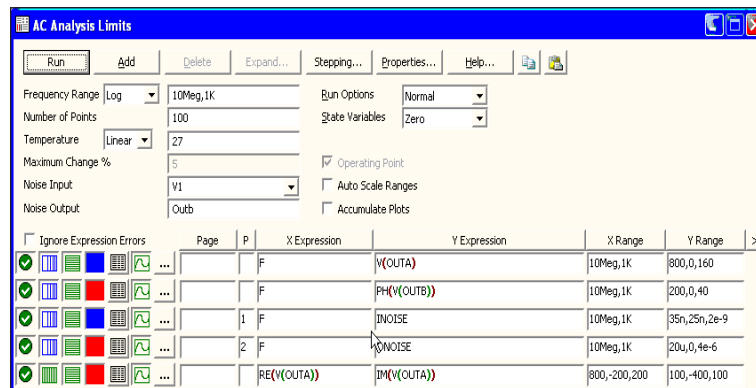 AC Analysis Limits
Run Add Delete Expand... Stepping... Properties... Help...
Frequency Range Log 10Meg,1K Run Options Normal
Number of Points 100 State Variables Zero
Temperature Linear 27
Maximum Change % 5 Operating Point
Noise Input V1 Auto Scale Ranges
Noise Output Outb Accumulate Plots
Ignore Expression Errors Page P X Expression Y Expression X Range Y Range >
... F V(OUTA) 10Meg,1K 800,0,160
... F PH(V(OUTB)) 10Meg,1K 200,0,40
... 1 F INOISE 10Meg,1K 35n,25n,2e-9
... 2 F ONOISE 10Meg,1K 20u,0,4e-6
... RE(V(OUTA)) IM(V(OUTA)) 800,-200,200 100,-400,100